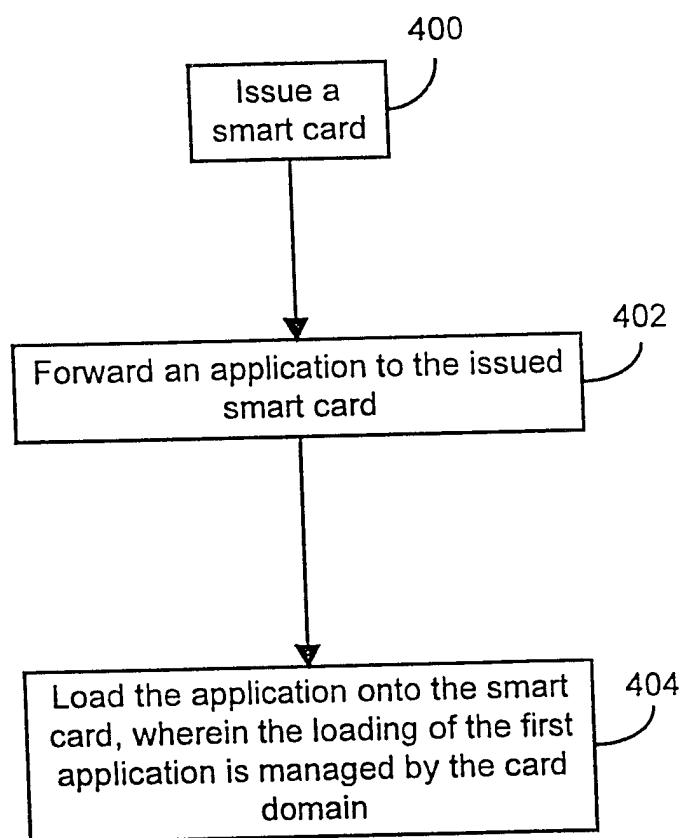 400
Issue a
smart card
402
Forward an application to the issued
smart card
404
Load the application onto the smart
card, wherein the loading of the first
application is managed by the card
domain